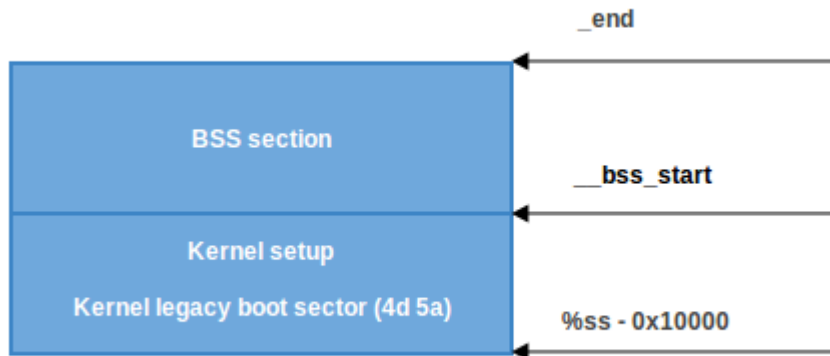 _end
BSS section
__bss_start
Kernel setup
Kernel legacy boot sector (4d 5a)
%ss - 0x10000